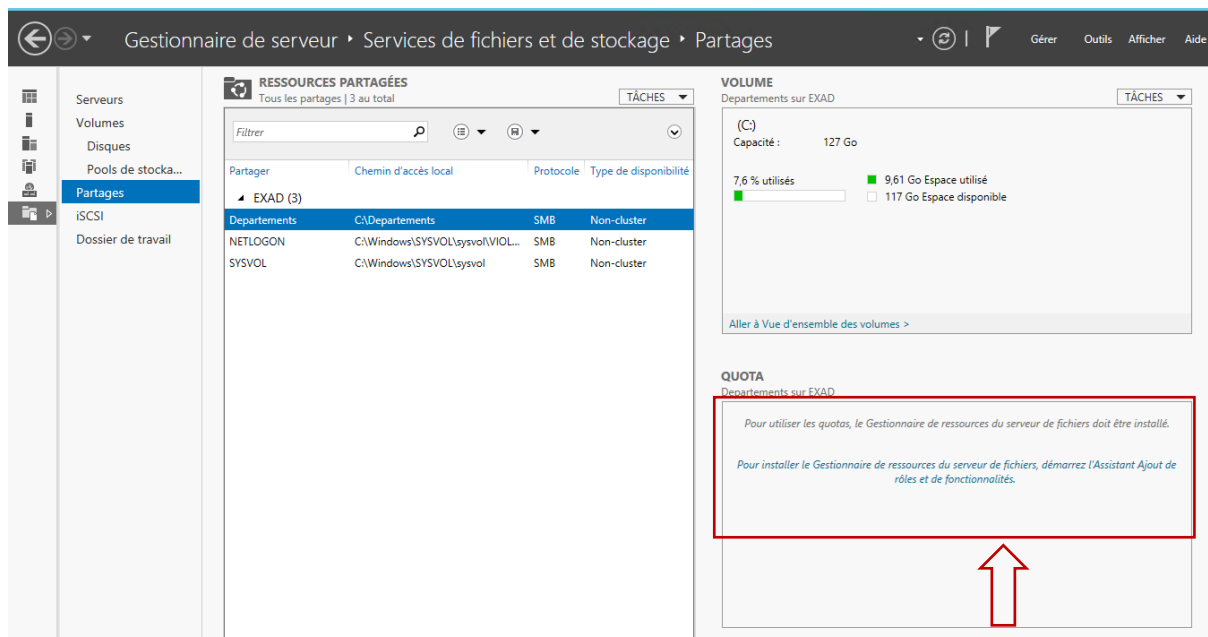 Gestionnaire de serveur ‣ Services de fichiers et de stockage ‣ Partages
Gérer Outils Afficher Aide
Serveurs
Volumes
Disques
Pools de stocka...
Partages
iSCSI
Dossier de travail
RESSOURCES PARTAGÉES
Tous les partages | 3 au total
TÂCHES
Filtrer
Partager Chemin d'accès local Protocole Type de disponibilité
EXAD (3)
Departements C:\Departements SMB Non-cluster
NETLOGON C:\Windows\SYSVOL\sysvol\VIOL... SMB Non-cluster
SYSVOL C:\Windows\SYSVOL\sysvol SMB Non-cluster
VOLUME
Departements sur EXAD
TÂCHES
(C:)
Capacité : 127 Go
7,6 % utilisés
9,61 Go Espace utilisé
117 Go Espace disponible
Aller à Vue d'ensemble des volumes >
QUOTA
Departements sur EXAD
Pour utiliser les quotas, le Gestionnaire de ressources du serveur de fichiers doit être installé.
Pour installer le Gestionnaire de ressources du serveur de fichiers, démarrez l'Assistant Ajout de
rôles et de fonctionnalités.